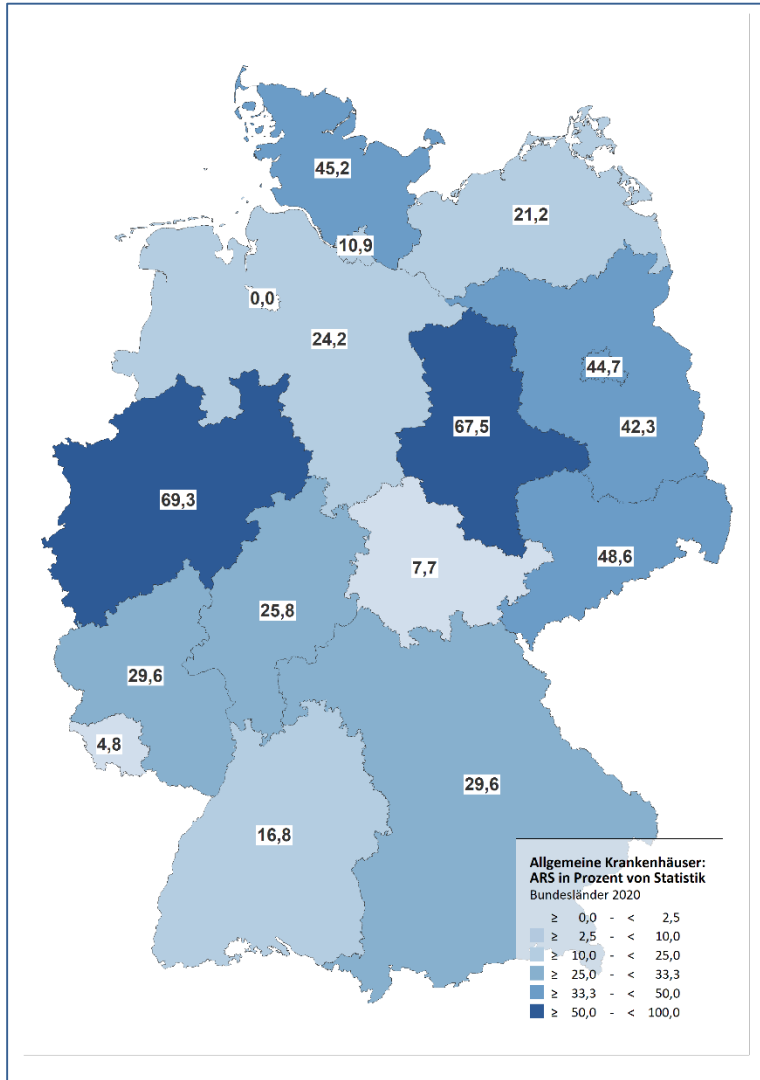 45,2
21,2
10,9
0,0
24,2
44,7
67,5
42,3
69,3
48,6
7,7
25,8
29,6
4,8
29,6
16,8
Allgemeine Krankenhäuser:
ARS in Prozent von Statistik
Bundesländer 2020
≥ 0,0 - < 2,5
≥ 2,5 - < 10,0
≥ 10,0 - < 25,0
≥ 25,0 - < 33,3
≥ 33,3 - < 50,0
≥ 50,0 - < 100,0